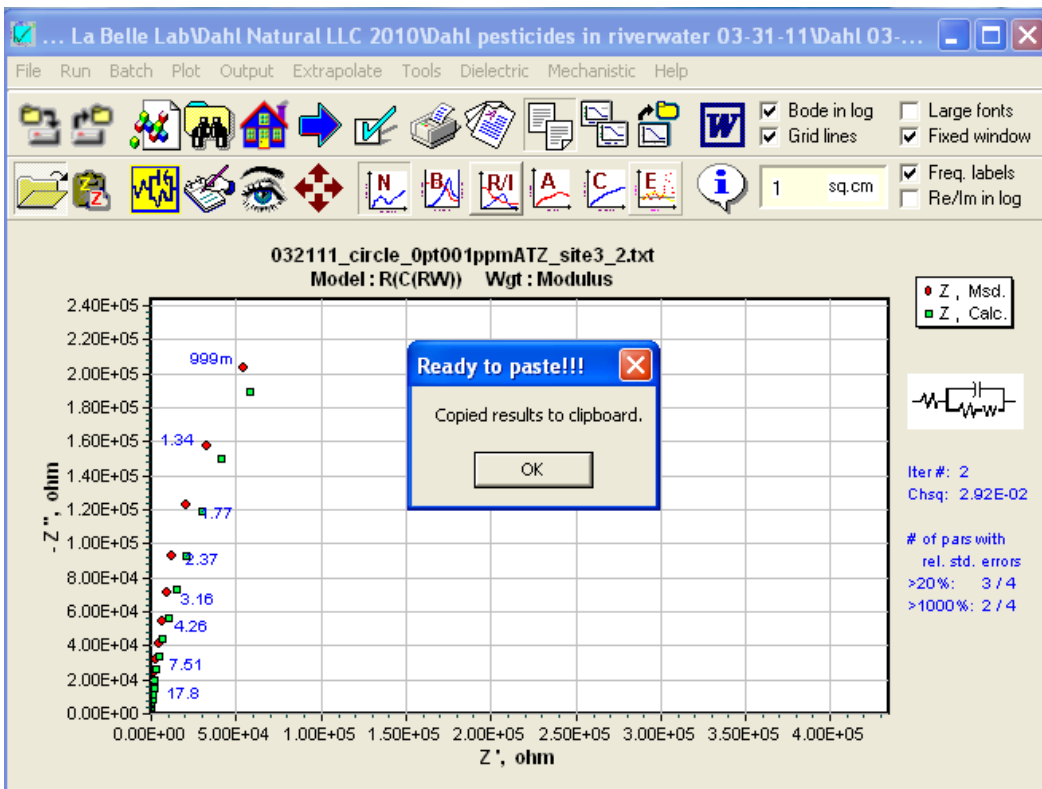 ... La Belle Lab\Dahl Natural LLC 2010\Dahl pesticides in riverwater 03-31-11\Dahl 03-...
File Run Batch Plot Output Extrapolate Tools Dielectric Mechanistic Help
W
Bode in log
Large fonts
Grid lines
Fixed window
Z
Z
N
B
R/I
A
C
E
i
1 sq.cm
Freq. labels
Re/Im in log
032111_circle_0pt001ppmATZ_site3_2.txt
Model : R(C(RW)) Wgt : Modulus
Z , Msd.
Z , Calc.
2.40E+05
2.20E+05
2.00E+05
1.80E+05
1.60E+05
1.40E+05
1.20E+05
1.00E+05
8.00E+04
6.00E+04
4.00E+04
2.00E+04
0.00E+00
- Z '', ohm
999m
1.34
1.77
2.37
3.16
4.26
7.51
17.8
Ready to paste!!!
Copied results to clipboard.
OK
W
Iter #: 2
Chsq: 2.92E-02
# of pars with
rel. std. errors
>20%: 3 / 4
>1000%: 2 / 4
0.00E+00 5.00E+04 1.00E+05 1.50E+05 2.00E+05 2.50E+05 3.00E+05 3.50E+05 4.00E+05
Z ', ohm